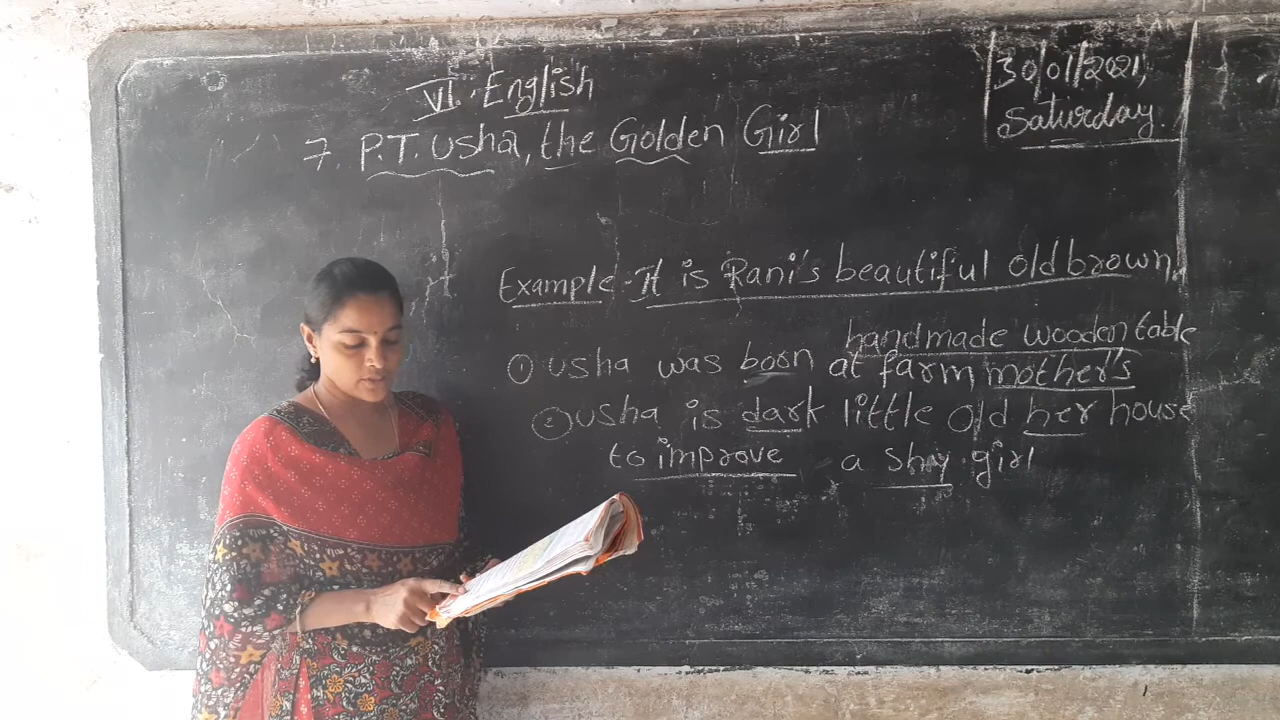 VI. English
30/01/2021,
Saturday.
7. P.T. Usha, the Golden Girl
Example - It is Rani's beautiful old brown,
handmade wooden table
① Usha was boon at farm mother's
② Usha is dark little old her house
to improve a shy girl